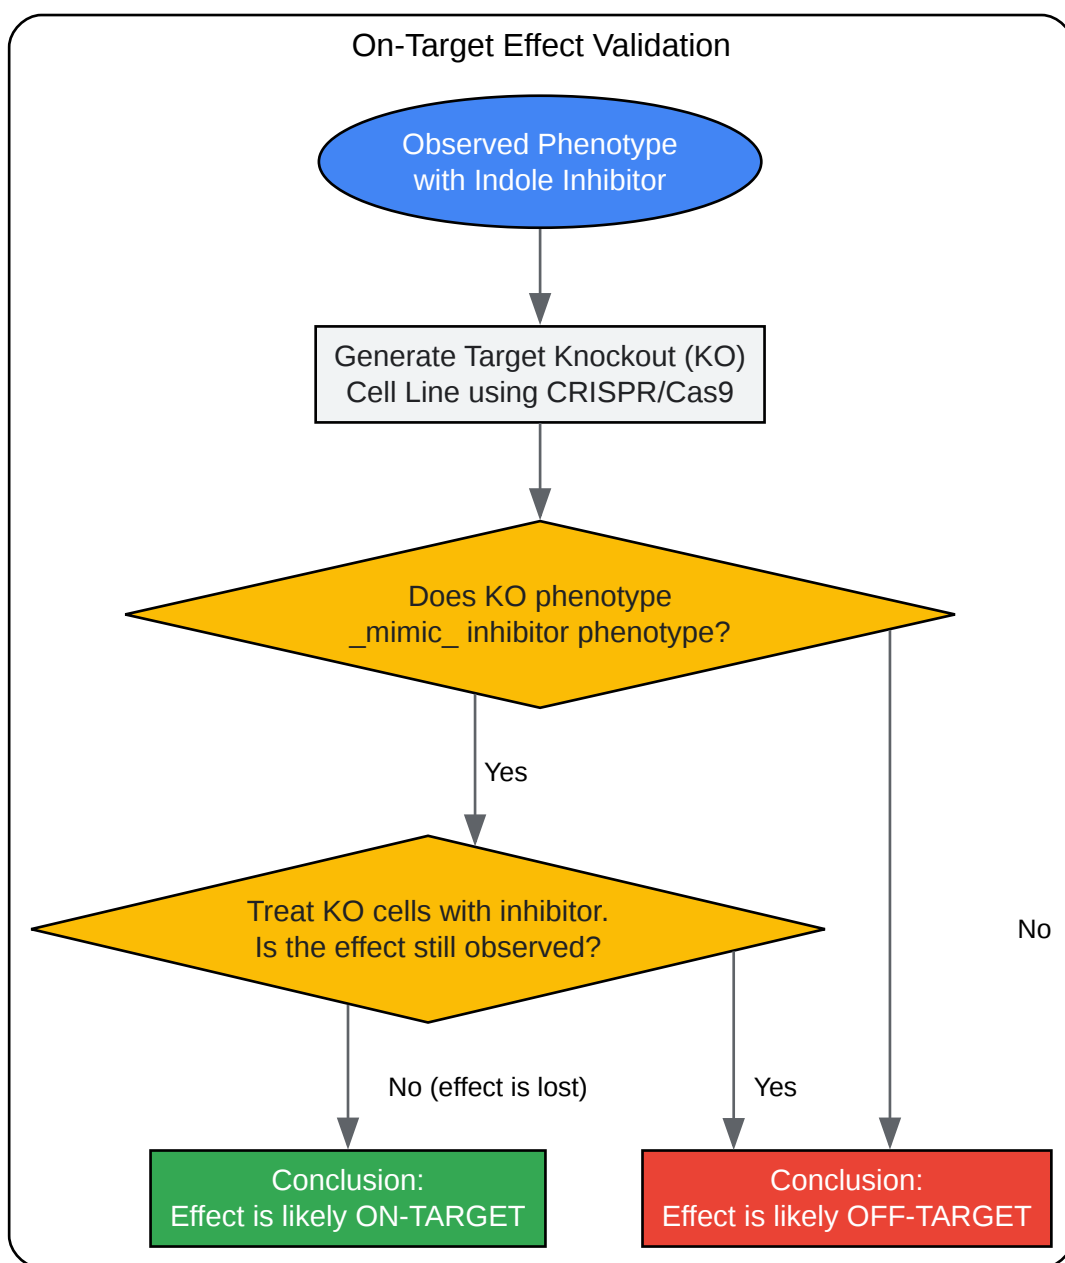 On-Target Effect Validation
Observed Phenotype
with Indole Inhibitor
Generate Target Knockout (KO)
Cell Line using CRISPR/Cas9
Does KO phenotype
_mimic_ inhibitor phenotype?
Yes
Treat KO cells with inhibitor.
Is the effect still observed?
No
No (effect is lost)
Yes
Conclusion:
Effect is likely ON-TARGET
Conclusion:
Effect is likely OFF-TARGET